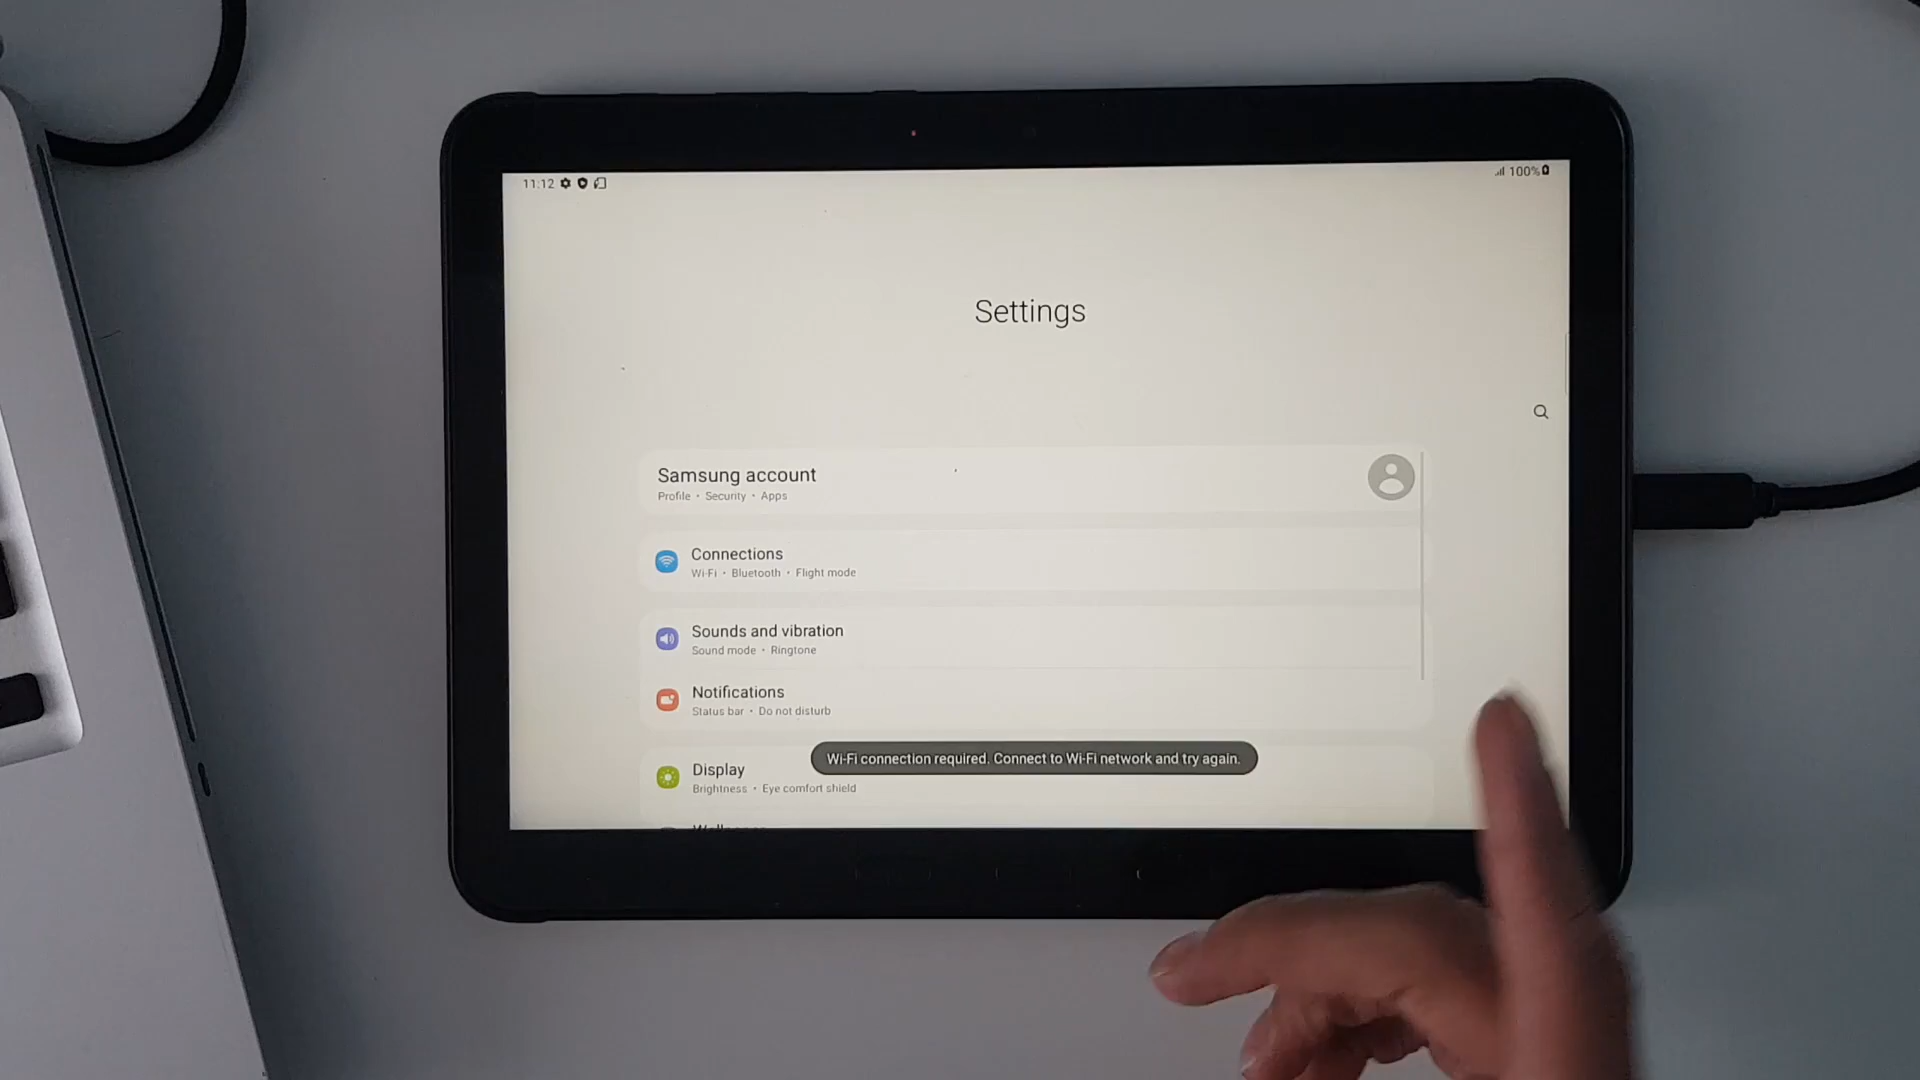 11:12
100%
Settings
Samsung account
Profile • Security • Apps
Connections
Wi-Fi • Bluetooth • Flight mode
Sounds and vibration
Sound mode • Ringtone
Notifications
Status bar • Do not disturb
Wi-Fi connection required. Connect to Wi-Fi network and try again.
Display
Brightness • Eye comfort shield